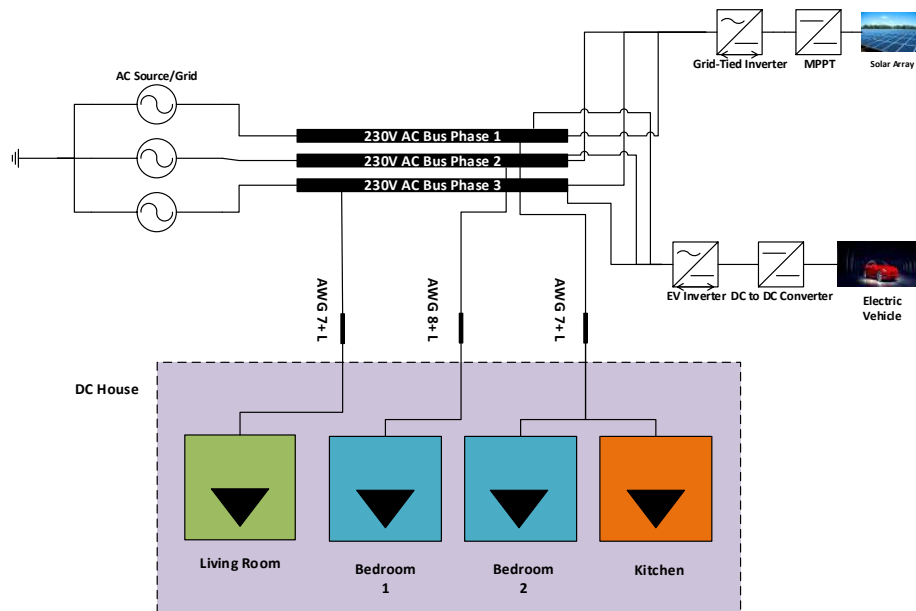 AC Source/Grid
Grid-Tied Inverter
MPPT
Solar Array
230V AC Bus Phase 1
230V AC Bus Phase 2
230V AC Bus Phase 3
EV Inverter
DC to DC Converter
Electric
Vehicle
AWG 7+ L
AWG 8+ L
AWG 7+ L
DC House
Living Room
Bedroom
1
Bedroom
2
Kitchen